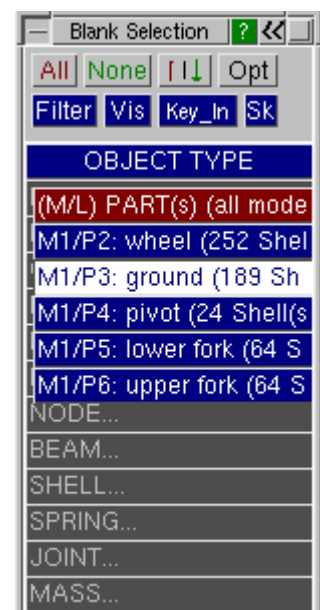 Blank Selection ?
All None Opt
Filter Vis Key_In Sk
OBJECT TYPE
(M/L) PART(s) (all mode
M1/P2: wheel (252 Shel
M1/P3: ground (189 Sh
M1/P4: pivot (24 Shell(s
M1/P5: lower fork (64 S
M1/P6: upper fork (64 S
NODE...
BEAM...
SHELL...
SPRING...
JOINT...
MASS...